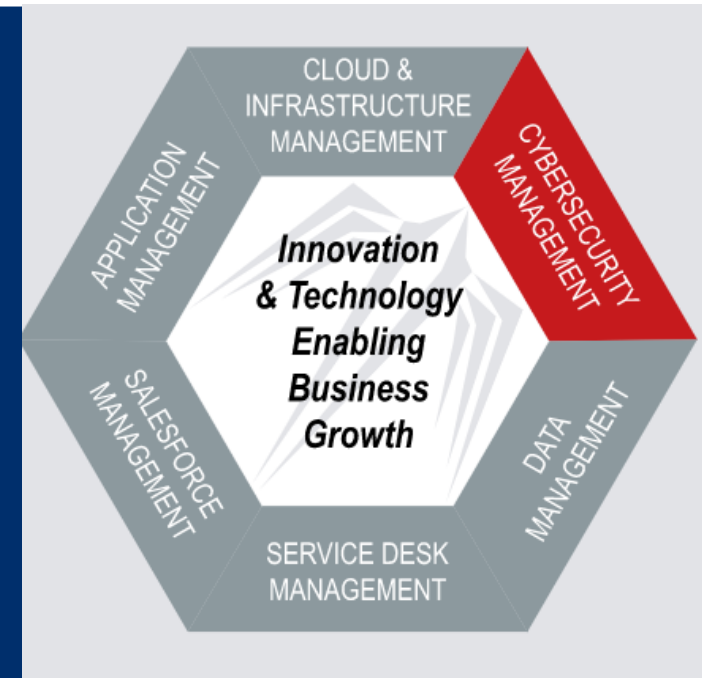 CLOUD &
INFRASTRUCTURE
MANAGEMENT
CYBERSECURITY
MANAGEMENT
DATA
MANAGEMENT
SERVICE DESK
MANAGEMENT
SALESFORCE
MANAGEMENT
APPLICATION
MANAGEMENT
Innovation
& Technology
Enabling
Business
Growth